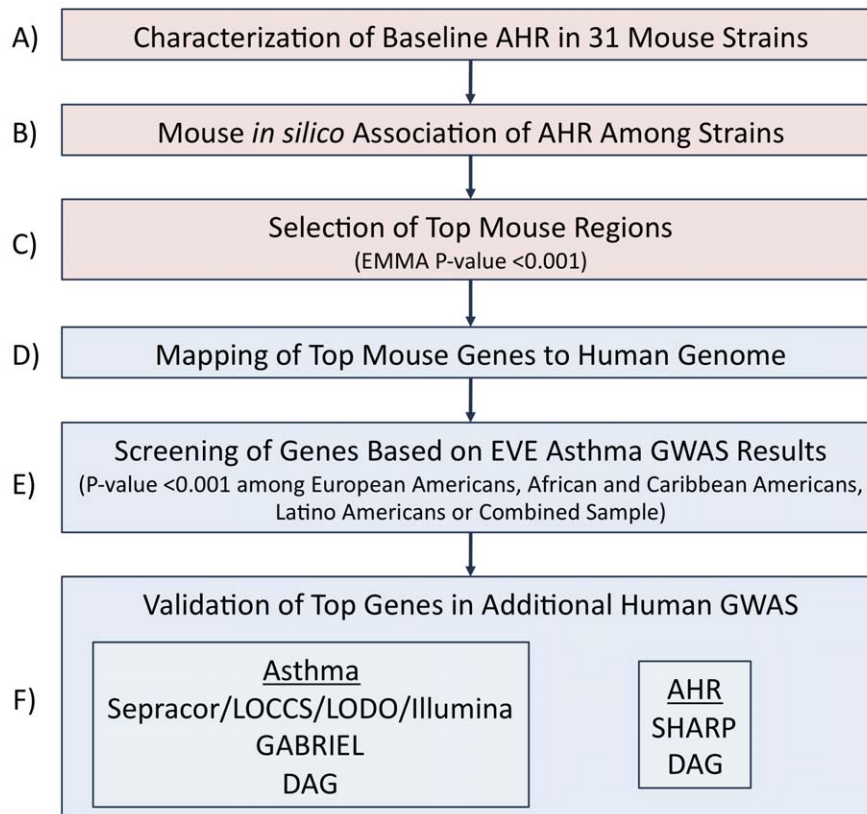 A) Characterization of Baseline AHR in 31 Mouse Strains
B) Mouse in silico Association of AHR Among Strains
C) Selection of Top Mouse Regions
(EMMA P-value <0.001)
D) Mapping of Top Mouse Genes to Human Genome
E) Screening of Genes Based on EVE Asthma GWAS Results
(P-value <0.001 among European Americans, African and Caribbean Americans,
Latino Americans or Combined Sample)
F) Validation of Top Genes in Additional Human GWAS
Asthma
Sepracor/LOCCS/LODO/Illumina
GABRIEL
DAG
AHR
SHARP
DAG